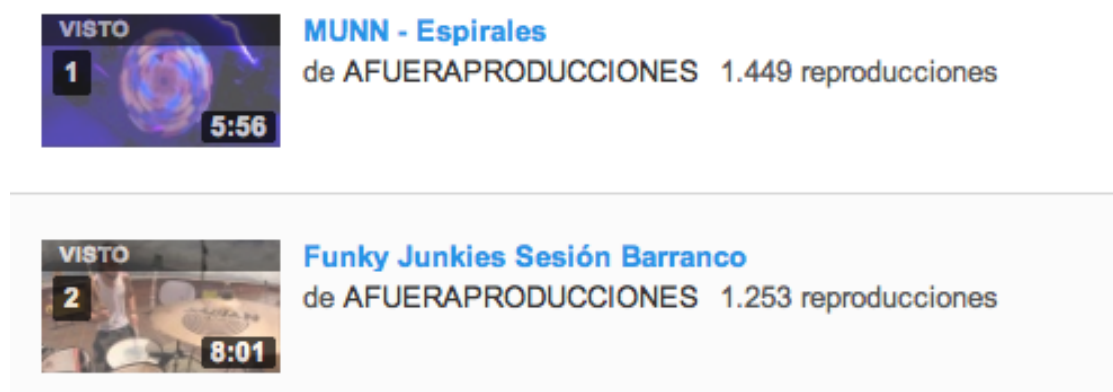 VISTO
1
5:56
MUNN - Espirales
de AFUERAPRODUCCIONES 1.449 reproducciones
VISTO
2
8:01
Funky Junkies Sesión Barranco
de AFUERAPRODUCCIONES 1.253 reproducciones